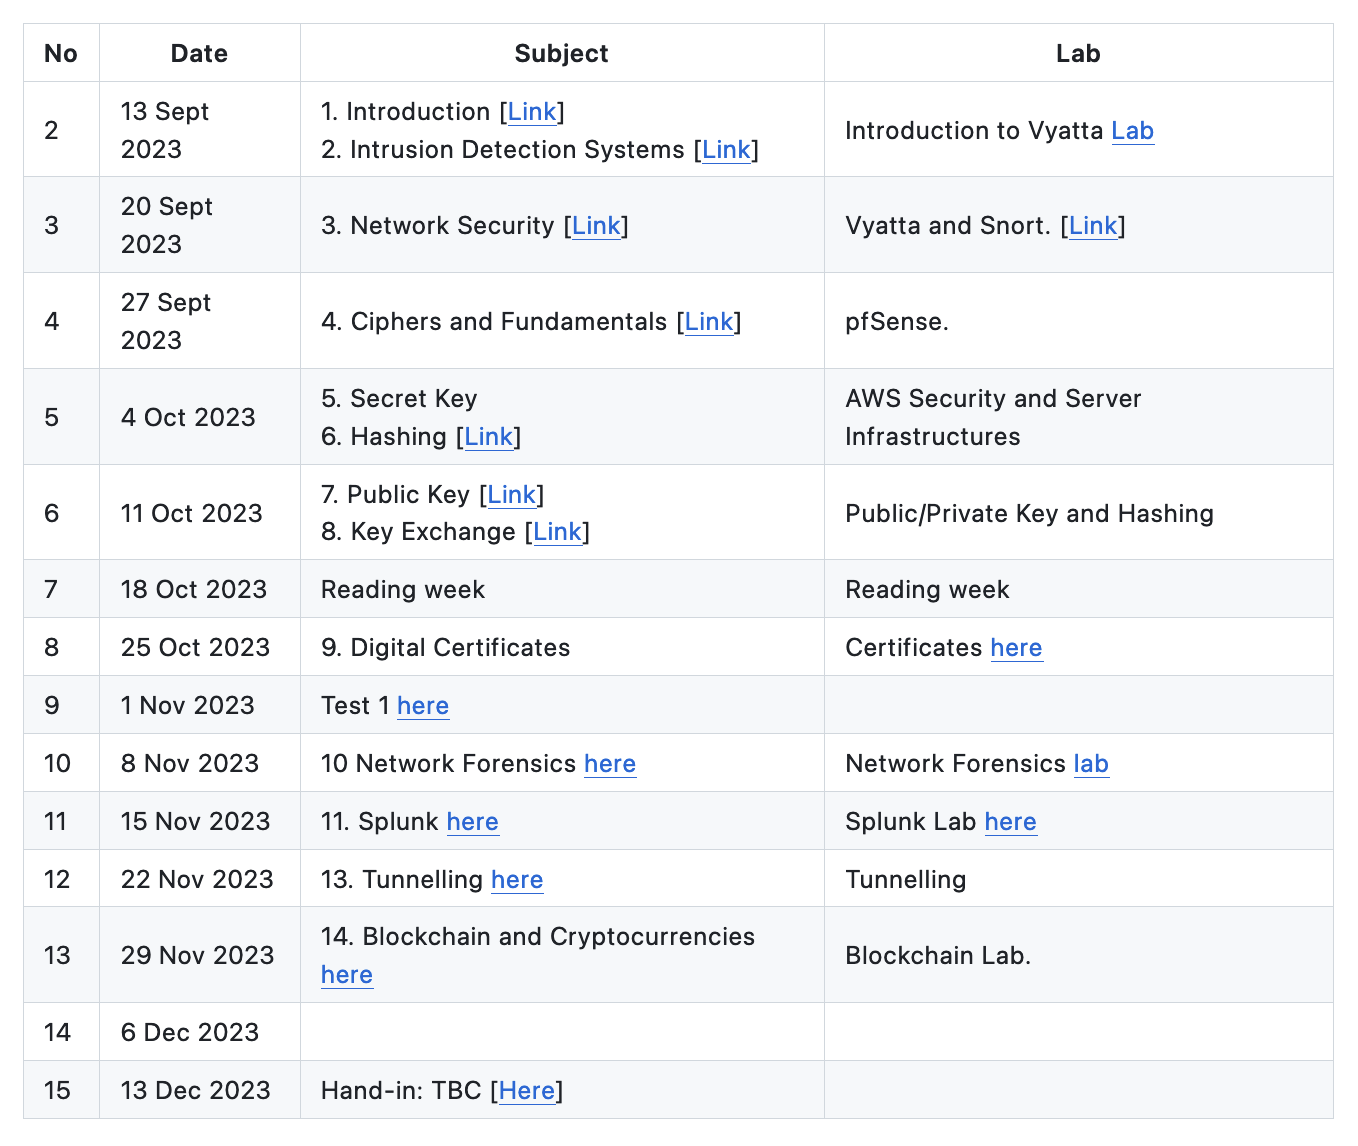 No Date Subject Lab
2 13 Sept 2023 1. Introduction [Link]
2. Intrusion Detection Systems [Link] Introduction to Vyatta Lab
3 20 Sept 2023 3. Network Security [Link] Vyatta and Snort. [Link]
4 27 Sept 2023 4. Ciphers and Fundamentals [Link] pfSense.
5 4 Oct 2023 5. Secret Key
6. Hashing [Link] AWS Security and Server Infrastructures
6 11 Oct 2023 7. Public Key [Link]
8. Key Exchange [Link] Public/Private Key and Hashing
7 18 Oct 2023 Reading week Reading week
8 25 Oct 2023 9. Digital Certificates Certificates here
9 1 Nov 2023 Test 1 here
10 8 Nov 2023 10 Network Forensics here Network Forensics lab
11 15 Nov 2023 11. Splunk here Splunk Lab here
12 22 Nov 2023 13. Tunnelling here Tunnelling
13 29 Nov 2023 14. Blockchain and Cryptocurrencies here Blockchain Lab.
14 6 Dec 2023
15 13 Dec 2023 Hand-in: TBC [Here]